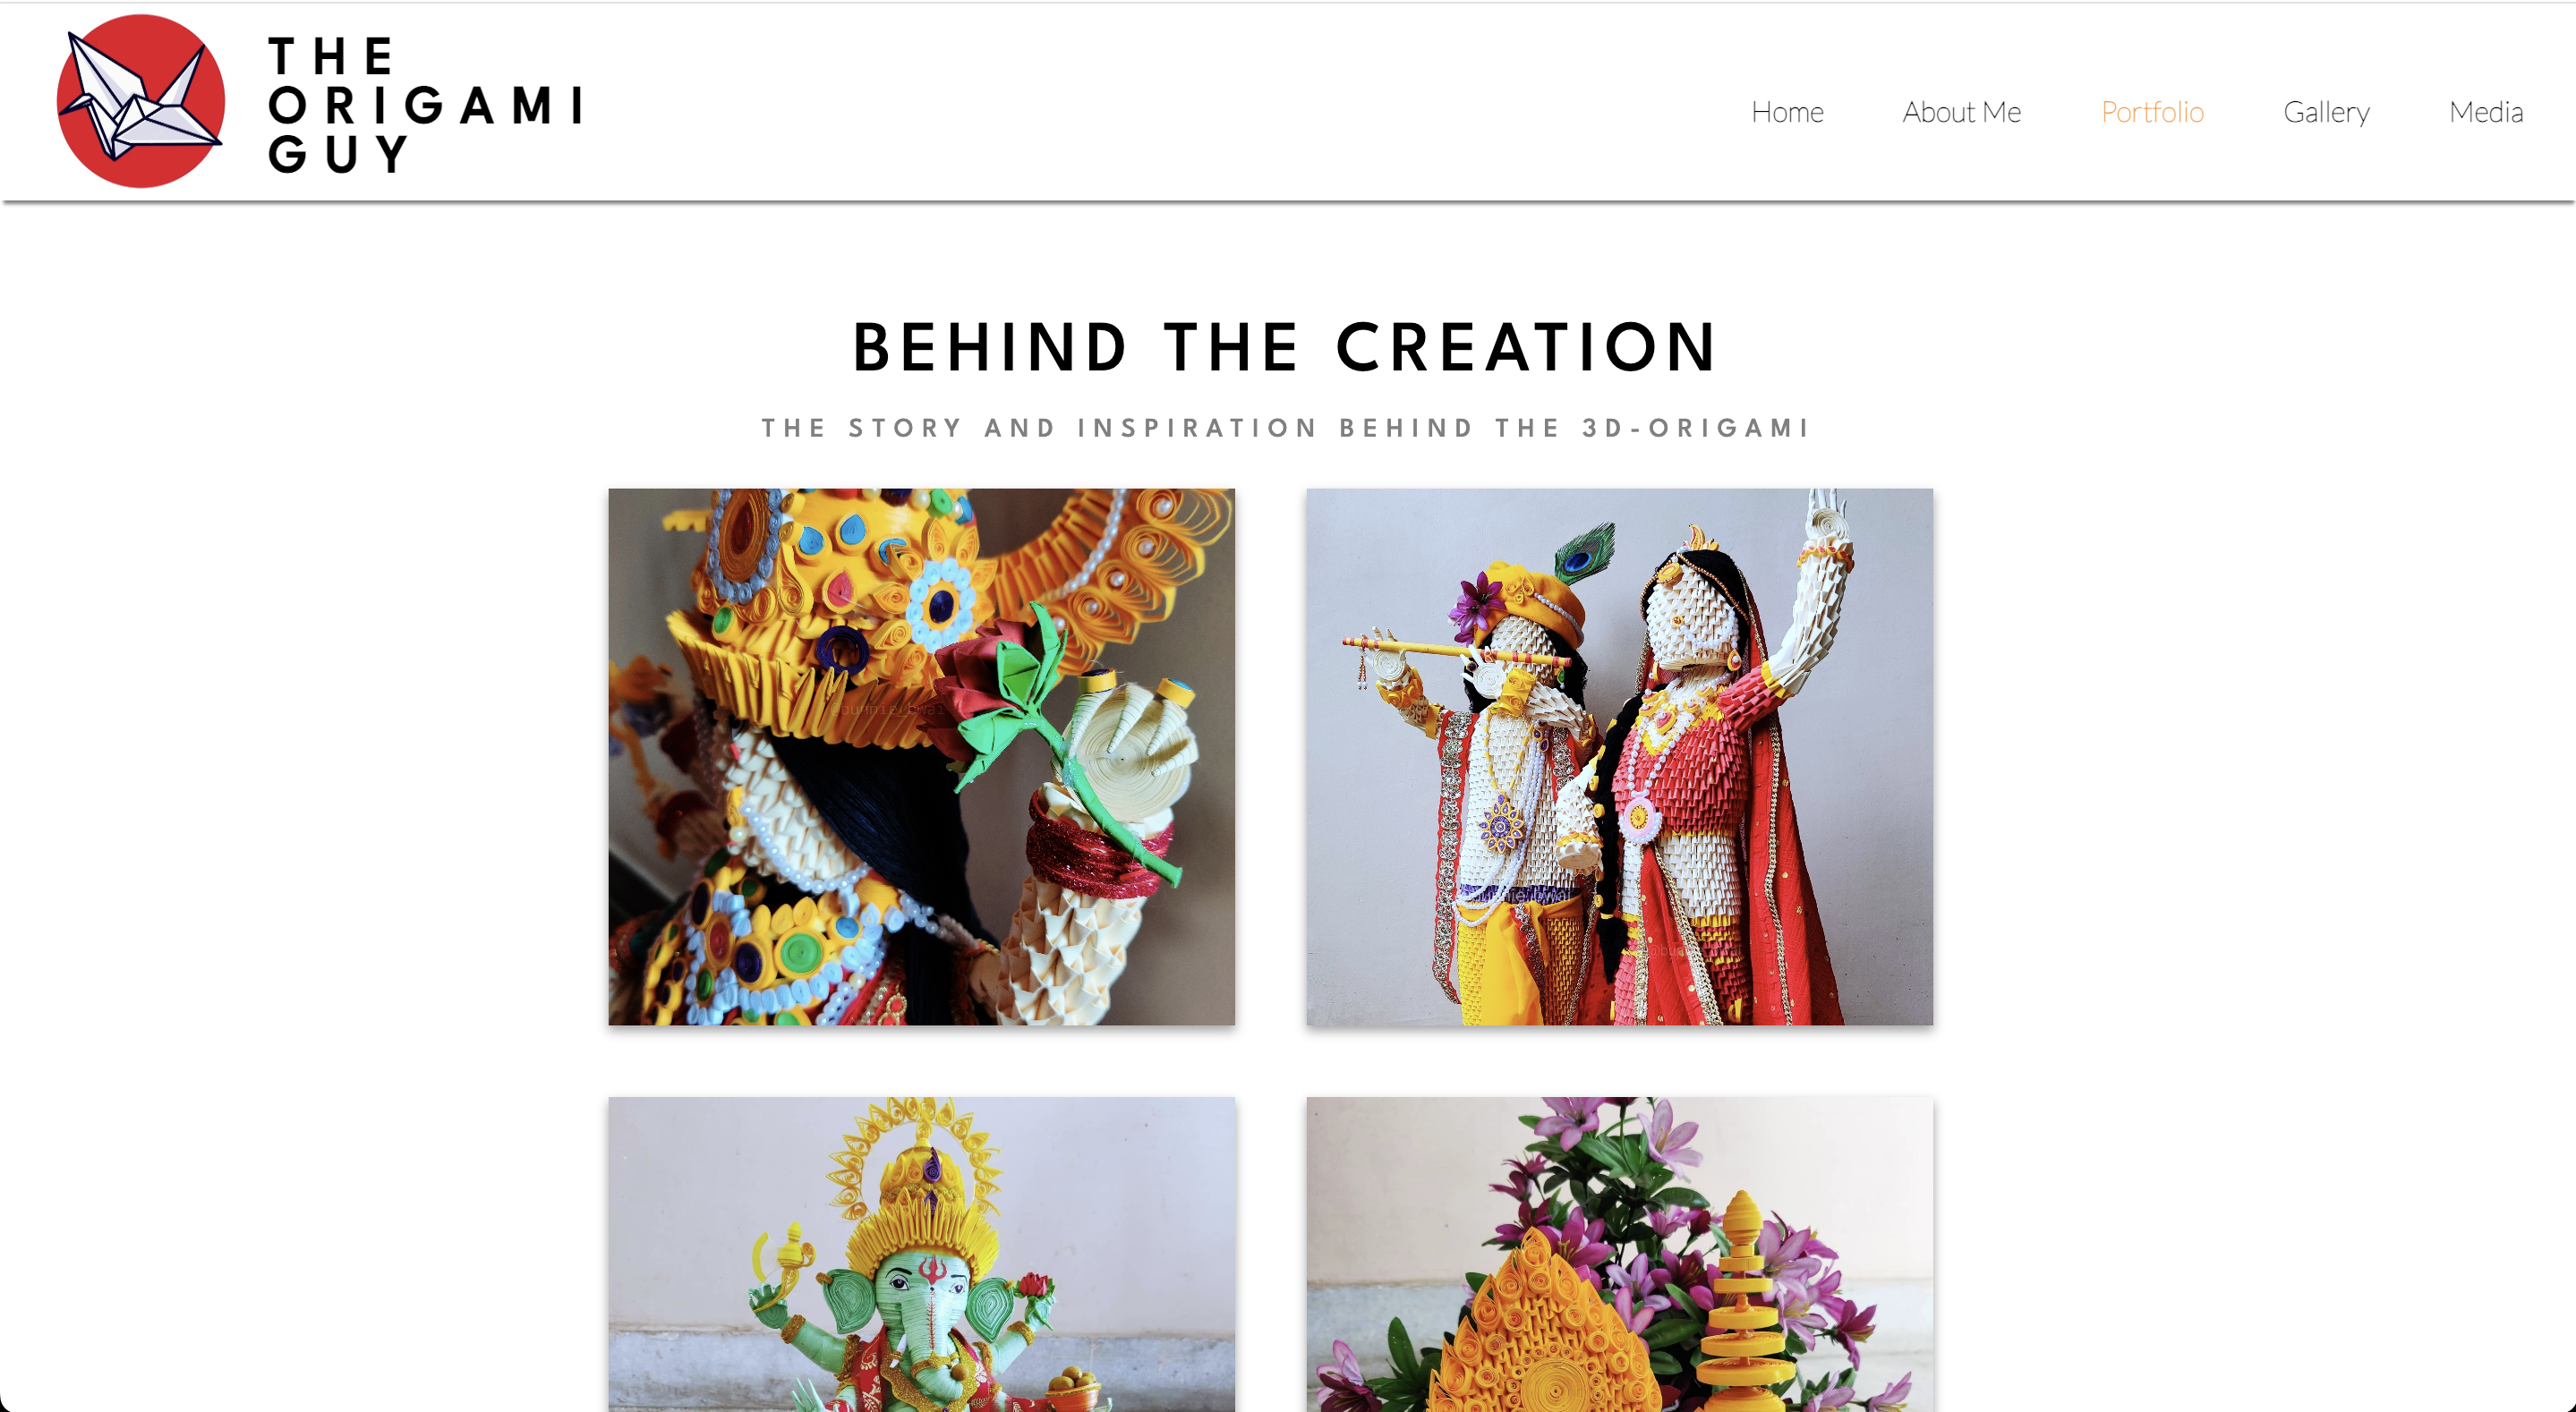 THE
ORIGAMI
GUY
Home About Me Portfolio Gallery Media
BEHIND THE CREATION
THE STORY AND INSPIRATION BEHIND THE 3D-ORIGAMI